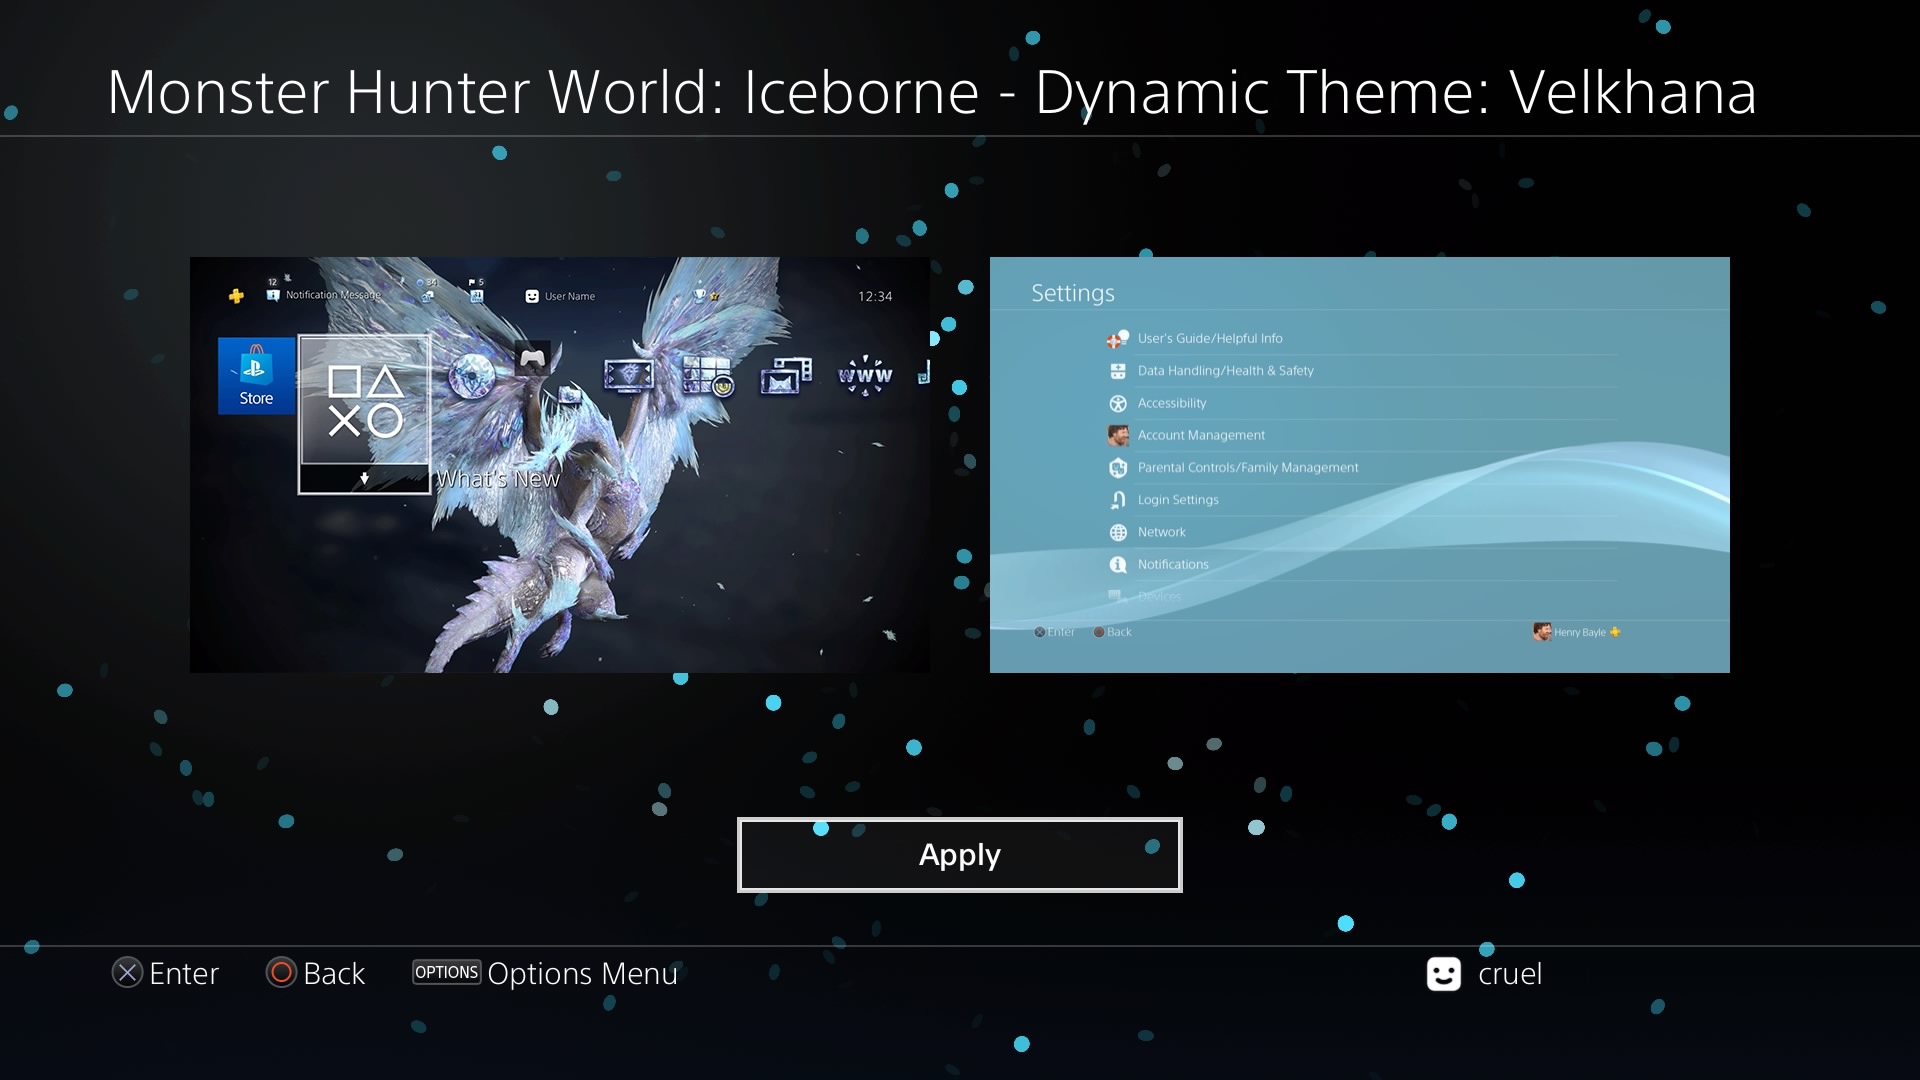 Monster Hunter World: Iceborne - Dynamic Theme: Velkhana
12 34 5
Notification Message User Name 12:34
Store
WWW
What's New
Settings
User's Guide/Helpful Info
Data Handling/Health & Safety
Accessibility
Account Management
Parental Controls/Family Management
Login Settings
Network
Notifications
Devices
Enter Back Henry Bayle
Apply
Enter Back OPTIONS Options Menu cruel